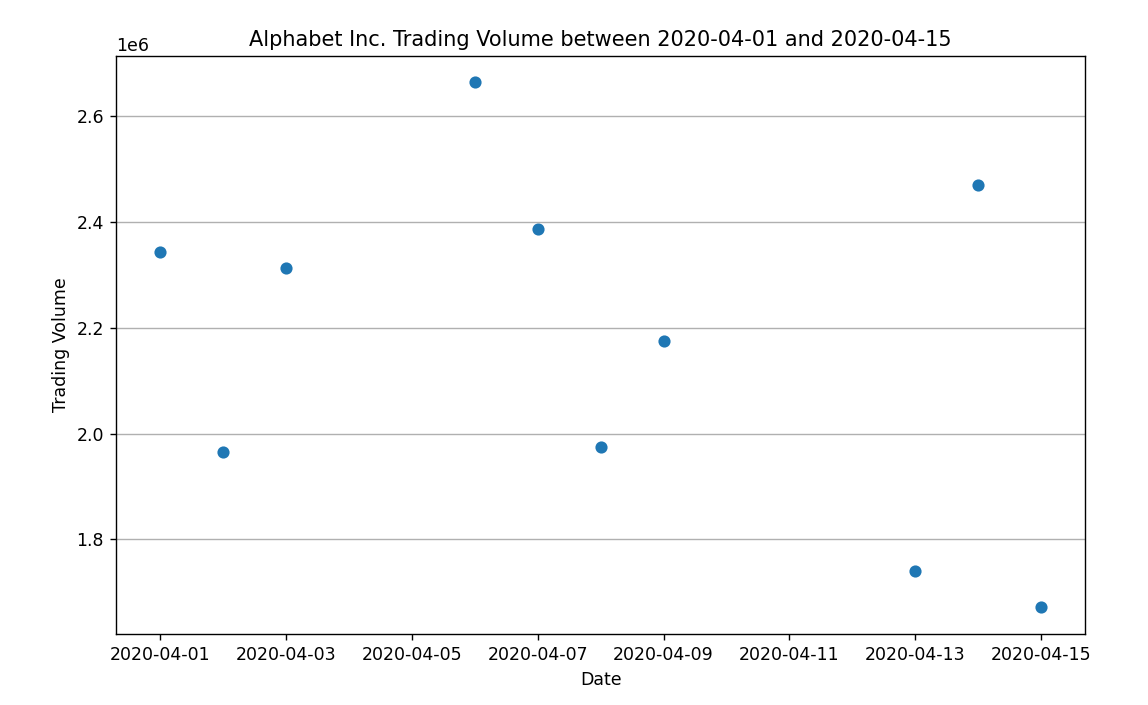 Alphabet Inc. Trading Volume between 2020-04-01 and 2020-04-15
1e6
2.6
2.4
2.2
2.0
1.8
Trading Volume
2020-04-01 2020-04-03 2020-04-05 2020-04-07 2020-04-09 2020-04-11 2020-04-13 2020-04-15
Date